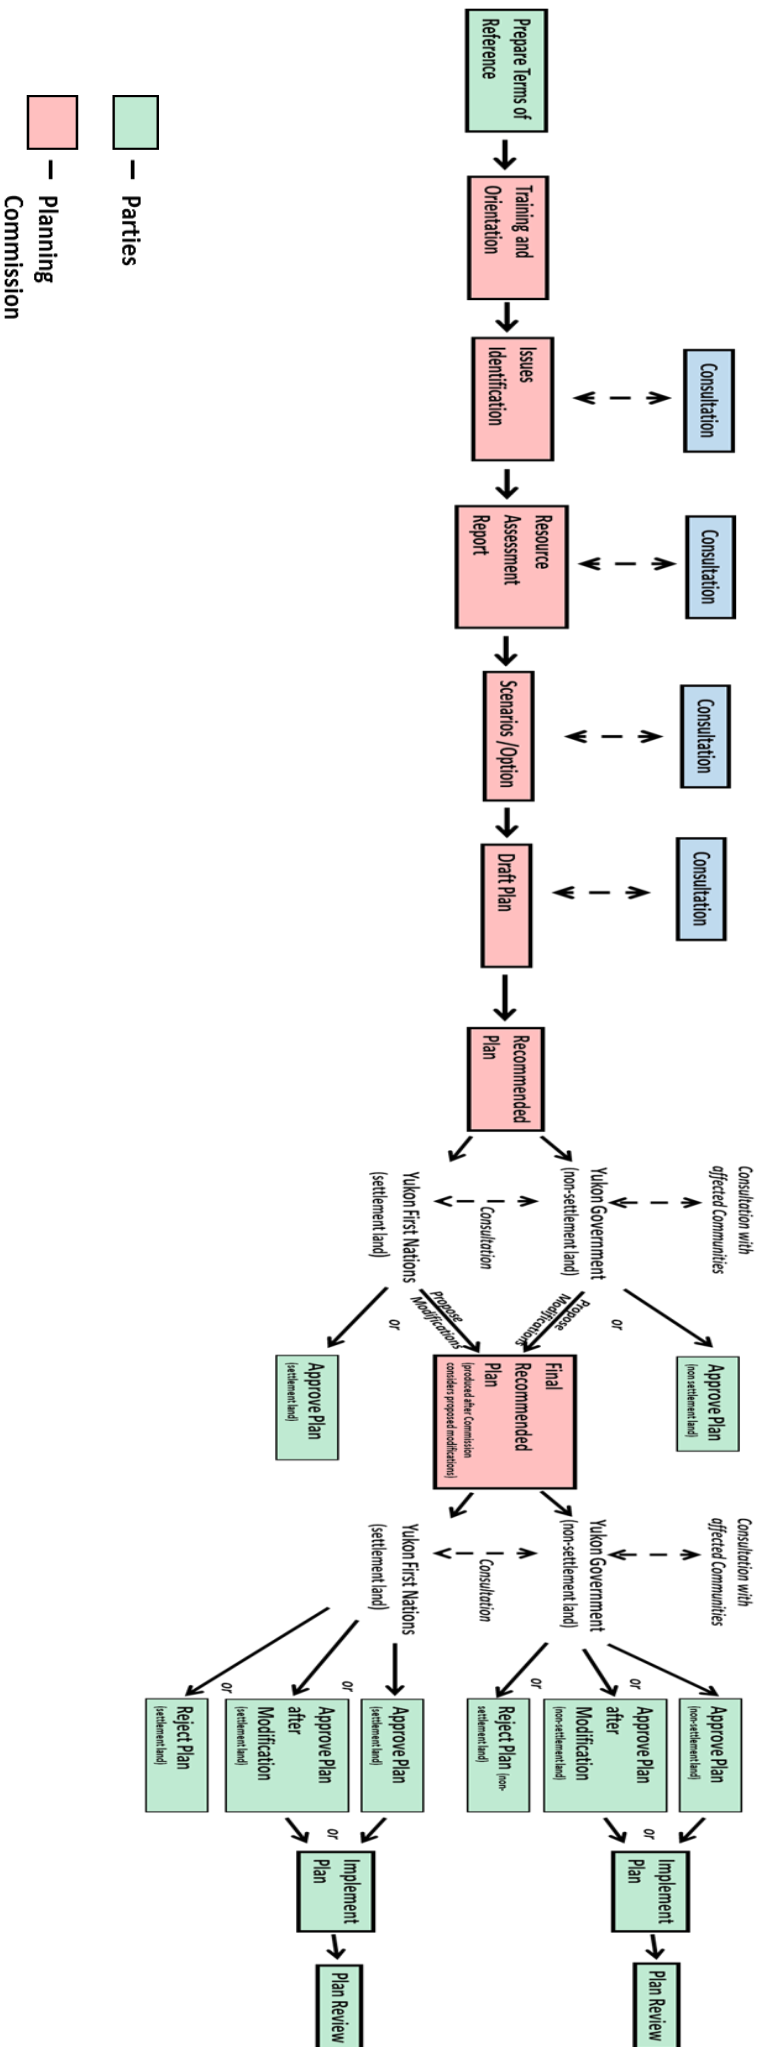 Prepare Terms of
Reference
Training and
Orientation
Issues
Identification
Consultation
Resource
Assessment
Report
Consultation
Scenarios /Option
Consultation
Draft Plan
Consultation
Recommended
Plan
Consultation with
affected Communities
Yukon Government
(non-settlement land)
Consultation
Yukon First Nations
(settlement land)
or
Propose
Modifications
Propose
Modifications
or
Approve Plan
(non settlement land)
Final
Recommended
Plan
(produced after Commission
considers proposed modifications)
Approve Plan
(settlement land)
Consultation with
affected Communities
Yukon Government
(non-settlement land)
Consultation
Yukon First Nations
(settlement land)
or
or
or
or
Approve Plan
(non-settlement land)
Approve Plan
after
Modification
(non-settlement land)
Reject Plan (non-
settlement land)
Approve Plan
(settlement land)
Approve Plan
after
Modification
(settlement land)
Reject Plan
(settlement land)
or
or
Implement
Plan
Implement
Plan
Plan Review
Plan Review
– Parties
– Planning
Commission